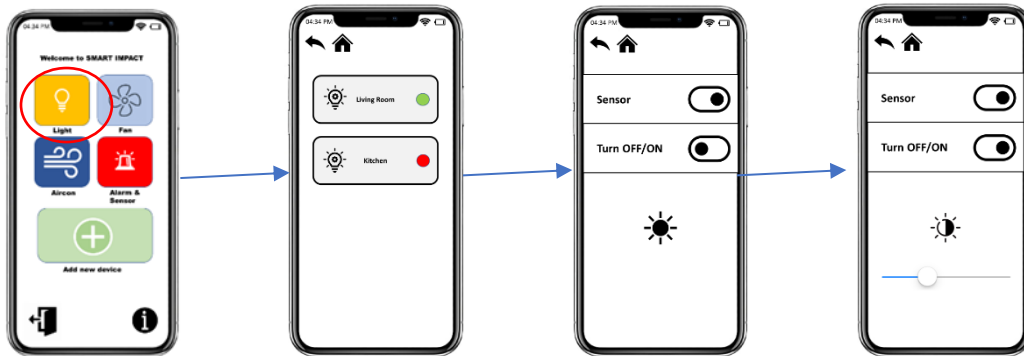 04:34 PM
Welcome to SMART IMPACT
Light
Fan
Aircon
Alarm &
Sensor
Add new device
04:34 PM
Living Room
Kitchen
04:34 PM
Sensor
Turn OFF/ON
04:34 PM
Sensor
Turn OFF/ON